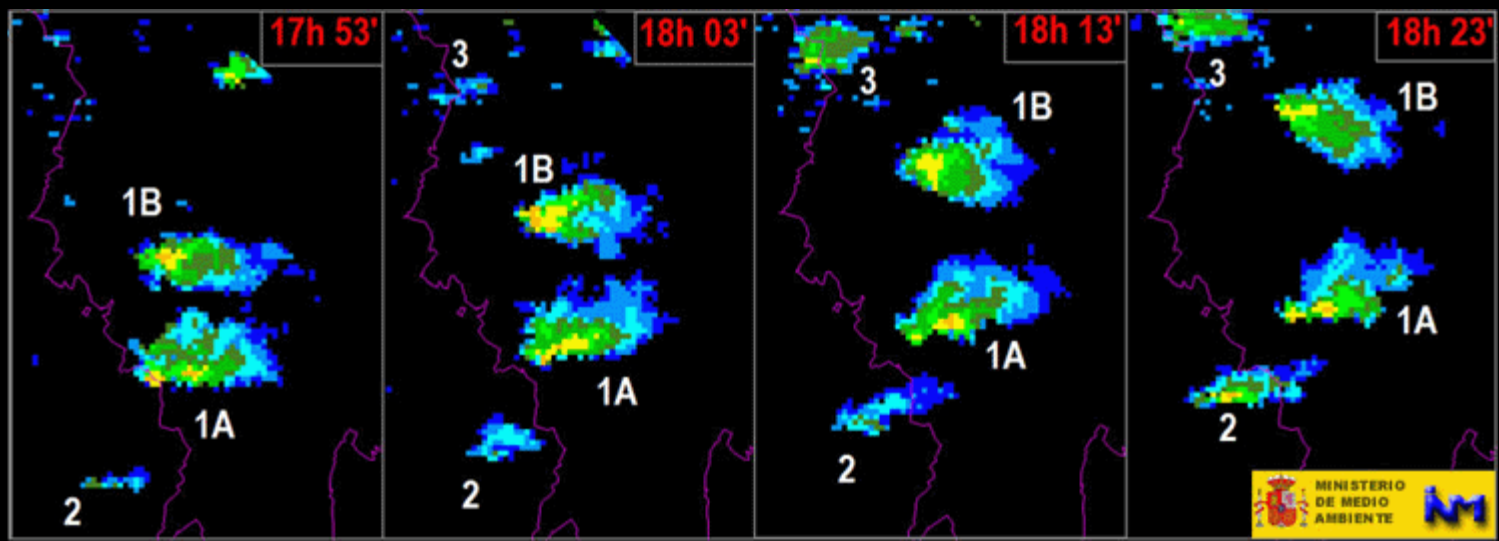 17h 53'
1B
1A
2
18h 03'
3
1B
1A
2
18h 13'
3
1B
1A
2
18h 23'
3
1B
1A
2
MINISTERIO
DE MEDIO
AMBIENTE
iNM